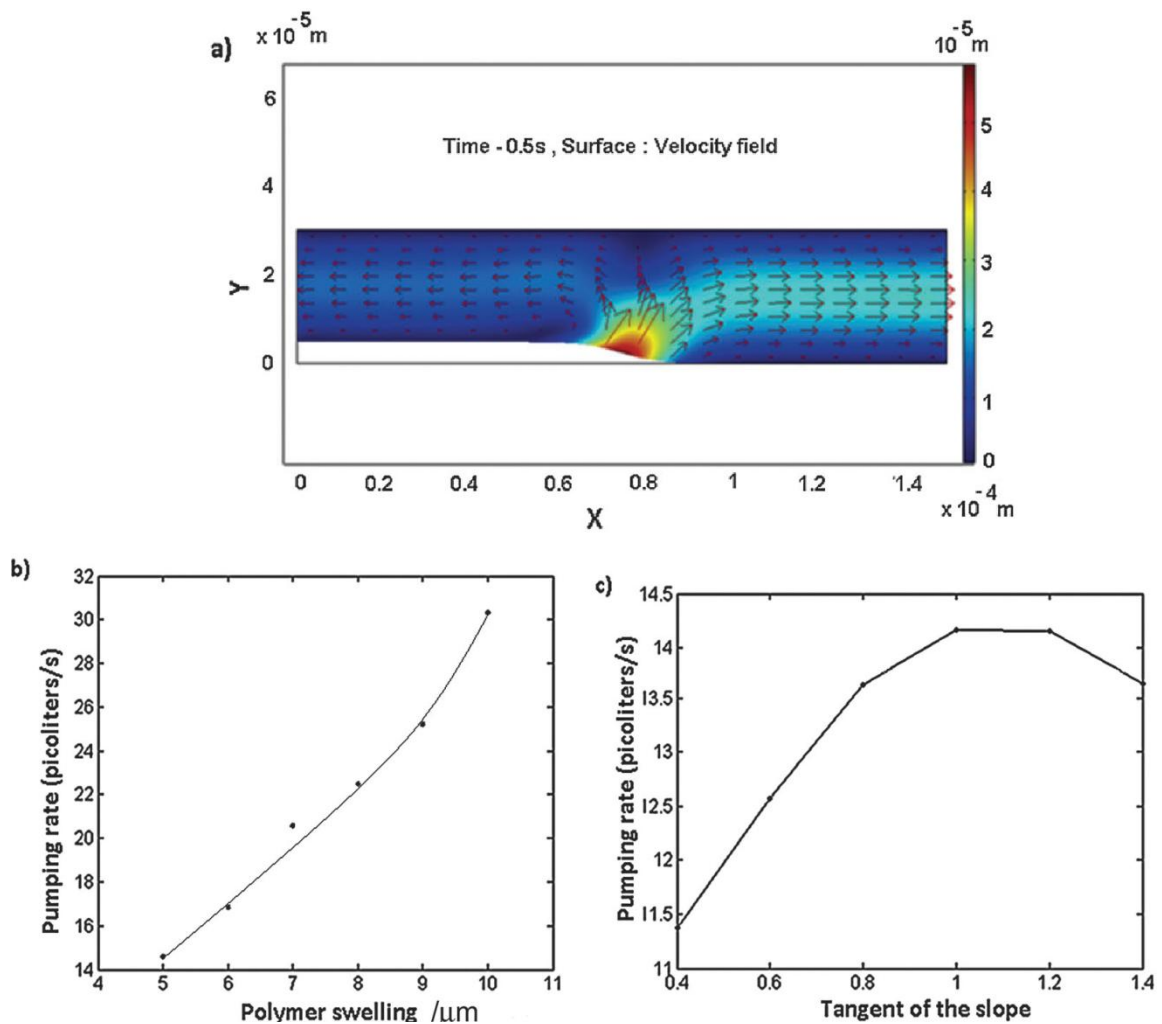 a)
x 10⁻⁵ m
10⁻⁵ m
Time - 0.5s , Surface : Velocity field
Y
6
4
2
0
5
4
3
2
1
0
0 0.2 0.4 0.6 0.8 1 1.2 1.4
x 10⁻⁴ m
X
b)
Pumping rate (picoliters/s)
32
30
28
26
24
22
20
18
16
14
4 5 6 7 8 9 10 11
Polymer swelling /μm
c)
Pumping rate (picoliters/s)
14.5
14
13.5
13
12.5
12
11.5
11
0.4 0.6 0.8 1 1.2 1.4
Tangent of the slope